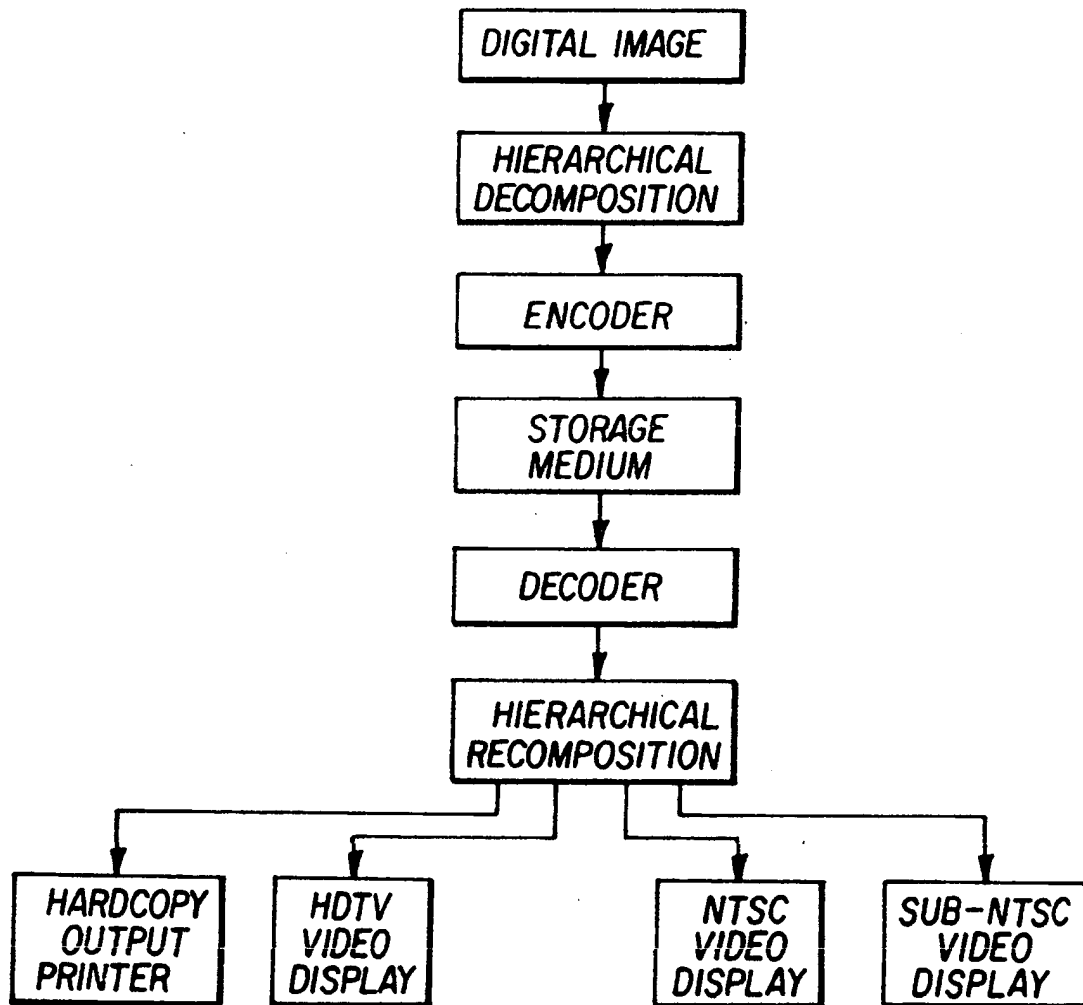 DIGITAL IMAGE
HIERARCHICAL
DECOMPOSITION
ENCODER
STORAGE
MEDIUM
DECODER
HIERARCHICAL
RECOMPOSITION
HARDCOPY
OUTPUT
PRINTER
HDTV
VIDEO
DISPLAY
NTSC
VIDEO
DISPLAY
SUB-NTSC
VIDEO
DISPLAY